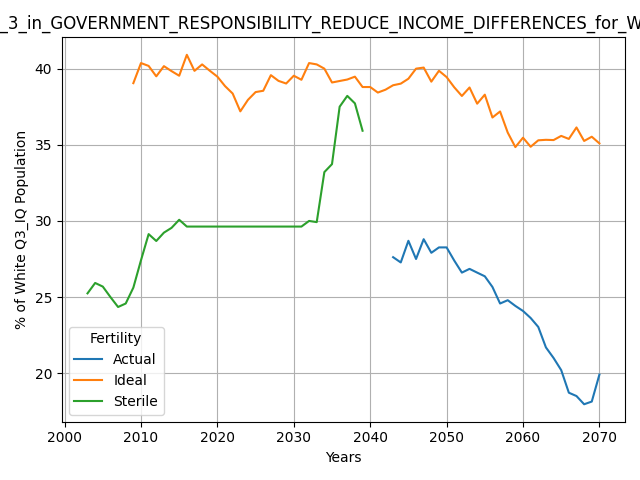 _3_in_GOVERNMENT_RESPONSIBILITY_REDUCE_INCOME_DIFFERENCES_for_W
% of White Q3_IQ Population
40
35
30
25
20
Fertility
Actual
Ideal
Sterile
2000 2010 2020 2030 2040 2050 2060 2070
Years